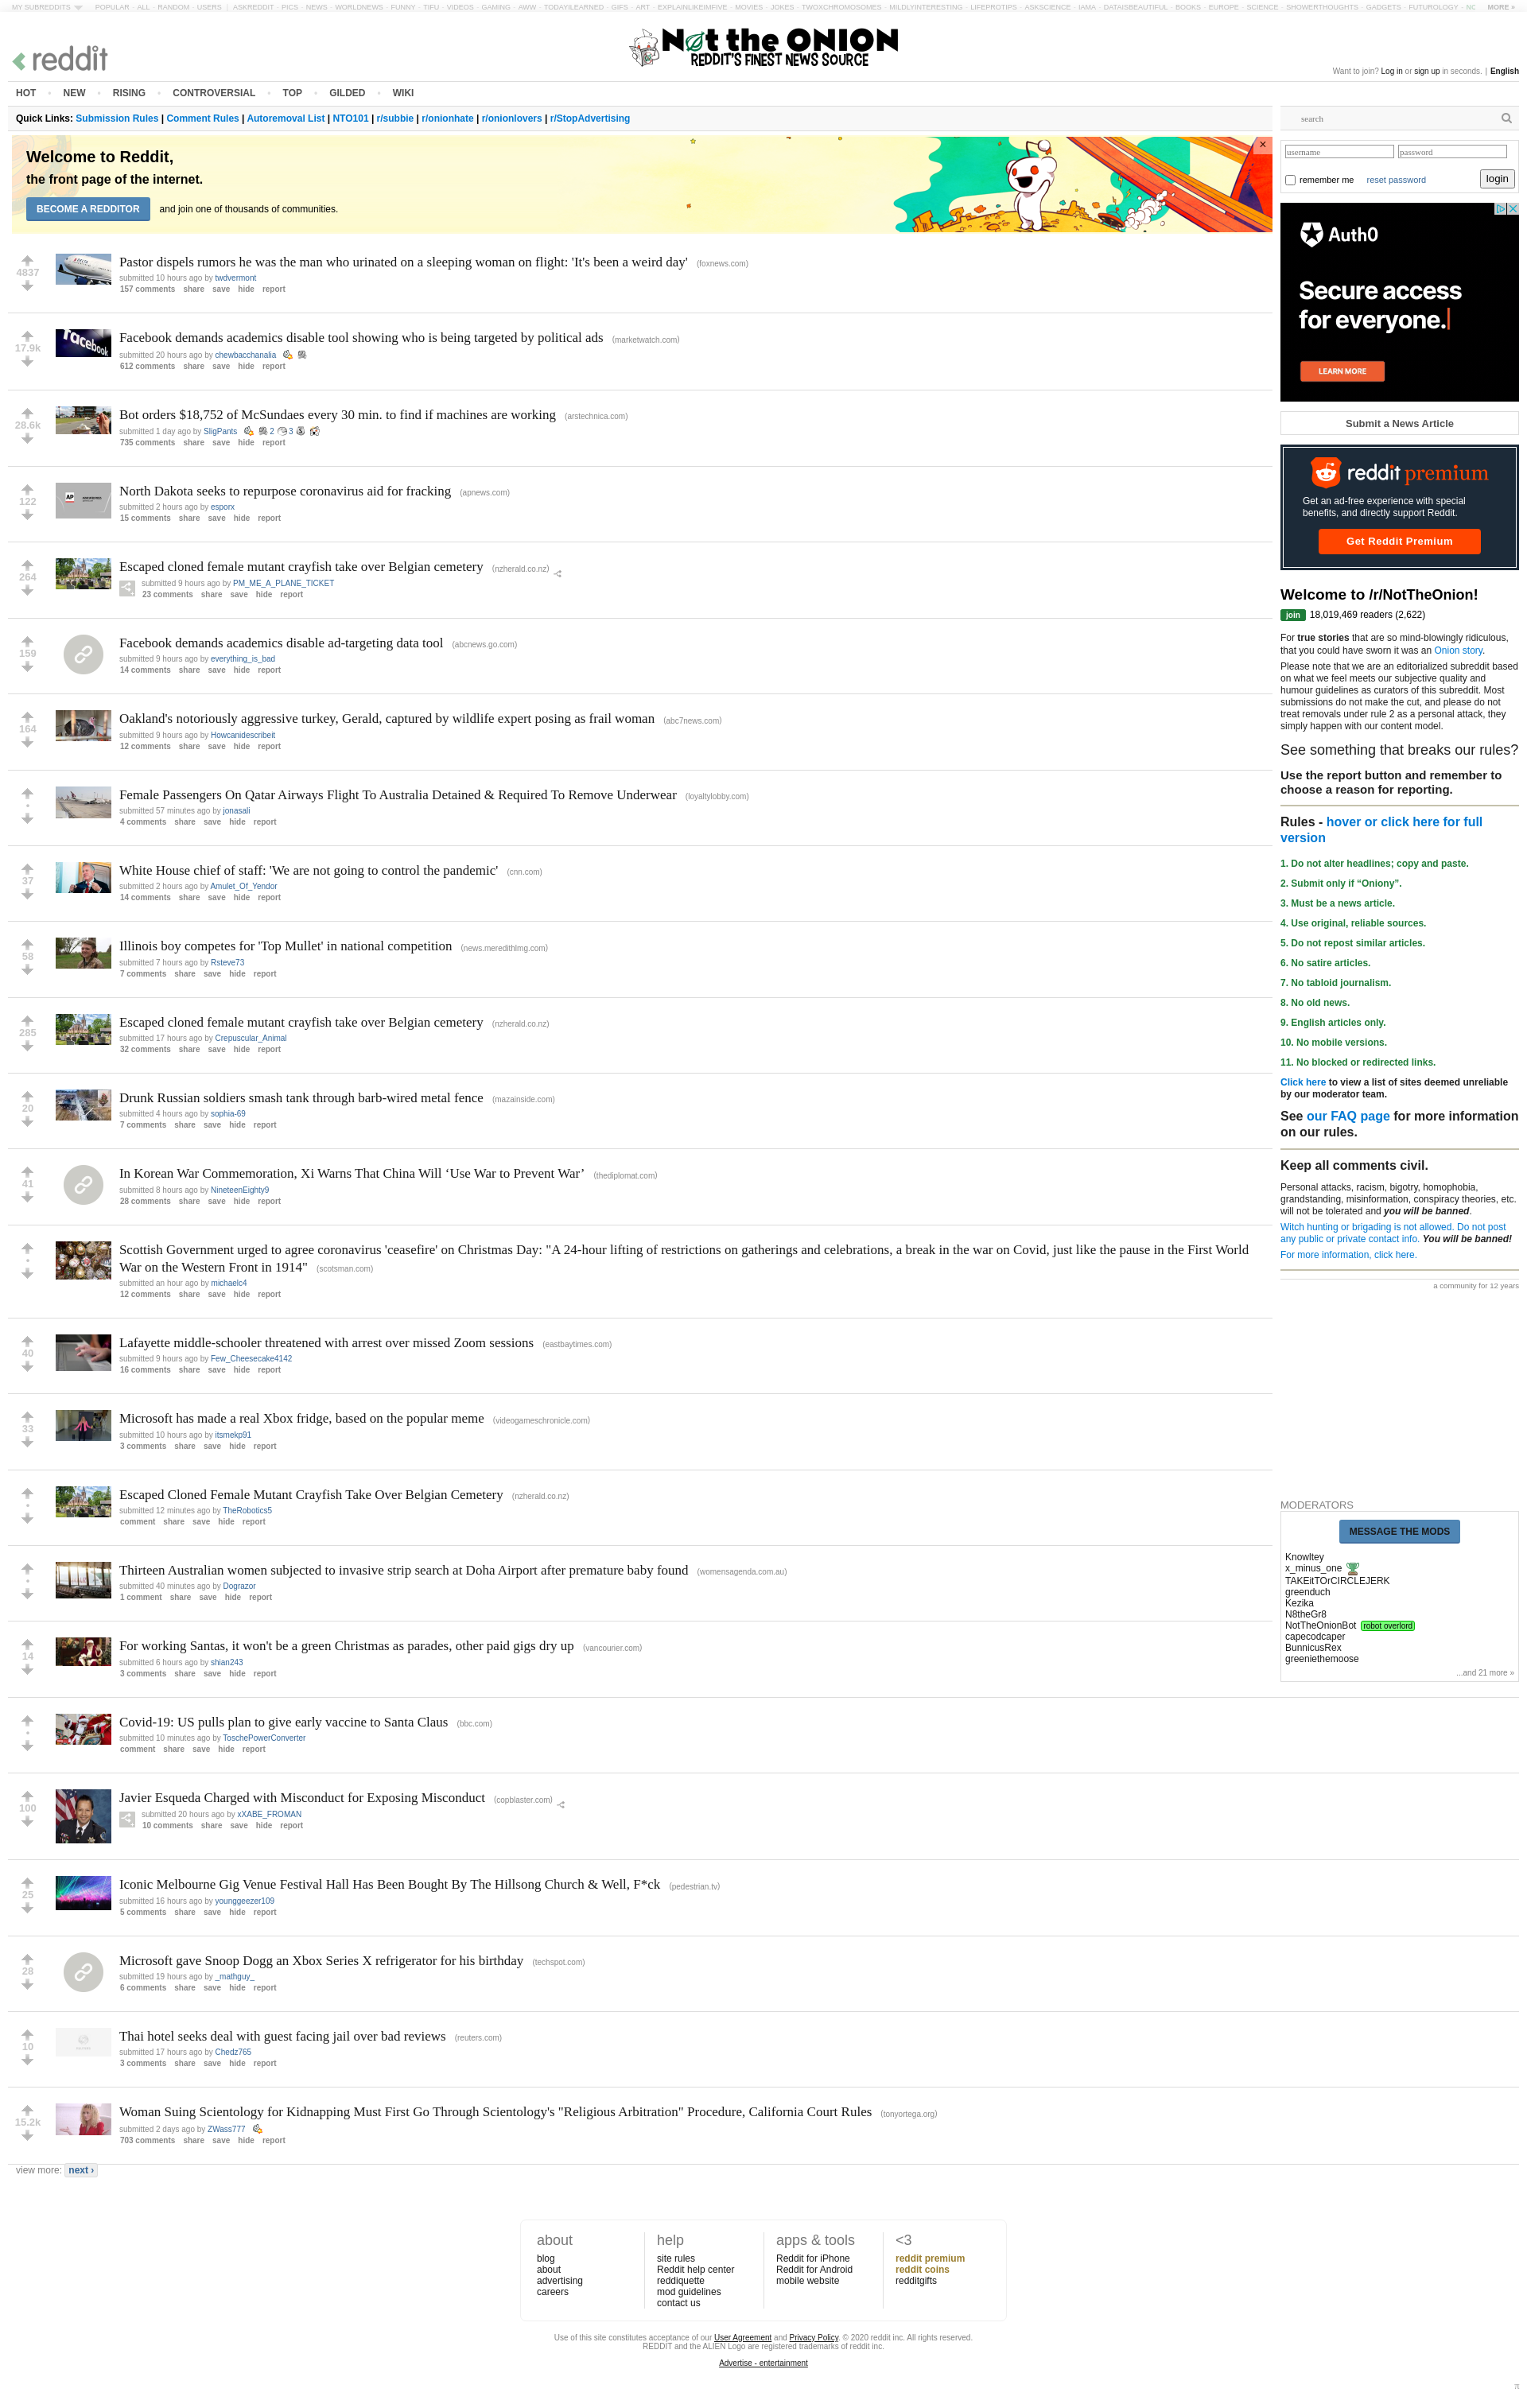 MY SUBREDDITS POPULAR - ALL - RANDOM - USERS | ASKREDDIT - PICS - NEWS - WORLDNEWS - FUNNY - TIFU - VIDEOS - GAMING - AWW - TODAYILEARNED - GIFS - ART - EXPLAINLIKEIMFIVE - MOVIES - JOKES - TWOXCHROMOSOMES - MILDLYINTERESTING - LIFEPROTIPS - ASKSCIENCE - IAMA - DATAISBEAUTIFUL - BOOKS - EUROPE - SCIENCE - SHOWERTHOUGHTS - GADGETS - FUTUROLOGY - MORE »
reddit
Not the ONION
REDDIT'S FINEST NEWS SOURCE
Want to join? Log in or sign up in seconds. | English
HOT • NEW • RISING • CONTROVERSIAL • TOP • GILDED • WIKI
Quick Links: Submission Rules | Comment Rules | Autoremoval List | NTO101 | r/subbie | r/onionhate | r/onionlovers | r/StopAdvertising
Welcome to Reddit,
the front page of the internet.
BECOME A REDDITOR and join one of thousands of communities.
×
4837
Pastor dispels rumors he was the man who urinated on a sleeping woman on flight: 'It's been a weird day' (foxnews.com)
submitted 10 hours ago by twdvermont
157 comments share save hide report
17.9k
Facebook demands academics disable tool showing who is being targeted by political ads (marketwatch.com)
submitted 20 hours ago by chewbacchanalia
612 comments share save hide report
28.6k
Bot orders $18,752 of McSundaes every 30 min. to find if machines are working (arstechnica.com)
submitted 1 day ago by SligPants 2 3
735 comments share save hide report
122
North Dakota seeks to repurpose coronavirus aid for fracking (apnews.com)
submitted 2 hours ago by esporx
15 comments share save hide report
264
Escaped cloned female mutant crayfish take over Belgian cemetery (nzherald.co.nz)
submitted 9 hours ago by PM_ME_A_PLANE_TICKET
23 comments share save hide report
159
Facebook demands academics disable ad-targeting data tool (abcnews.go.com)
submitted 9 hours ago by everything_is_bad
14 comments share save hide report
164
Oakland's notoriously aggressive turkey, Gerald, captured by wildlife expert posing as frail woman (abc7news.com)
submitted 9 hours ago by Howcanidescribeit
12 comments share save hide report
•
Female Passengers On Qatar Airways Flight To Australia Detained & Required To Remove Underwear (loyaltylobby.com)
submitted 57 minutes ago by jonasali
4 comments share save hide report
37
White House chief of staff: 'We are not going to control the pandemic' (cnn.com)
submitted 2 hours ago by Amulet_Of_Yendor
14 comments share save hide report
58
Illinois boy competes for 'Top Mullet' in national competition (news.meredithlmg.com)
submitted 7 hours ago by Rsteve73
7 comments share save hide report
285
Escaped cloned female mutant crayfish take over Belgian cemetery (nzherald.co.nz)
submitted 17 hours ago by Crepuscular_Animal
32 comments share save hide report
20
Drunk Russian soldiers smash tank through barb-wired metal fence (mazainside.com)
submitted 4 hours ago by sophia-69
7 comments share save hide report
41
In Korean War Commemoration, Xi Warns That China Will ‘Use War to Prevent War’ (thediplomat.com)
submitted 8 hours ago by NineteenEighty9
28 comments share save hide report
•
Scottish Government urged to agree coronavirus 'ceasefire' on Christmas Day: "A 24-hour lifting of restrictions on gatherings and celebrations, a break in the war on Covid, just like the pause in the First World
War on the Western Front in 1914" (scotsman.com)
submitted an hour ago by michaelc4
12 comments share save hide report
40
Lafayette middle-schooler threatened with arrest over missed Zoom sessions (eastbaytimes.com)
submitted 9 hours ago by Few_Cheesecake4142
16 comments share save hide report
33
Microsoft has made a real Xbox fridge, based on the popular meme (videogameschronicle.com)
submitted 10 hours ago by itsmekp91
3 comments share save hide report
•
Escaped Cloned Female Mutant Crayfish Take Over Belgian Cemetery (nzherald.co.nz)
submitted 12 minutes ago by TheRobotics5
comment share save hide report
•
Thirteen Australian women subjected to invasive strip search at Doha Airport after premature baby found (womensagenda.com.au)
submitted 40 minutes ago by Dograzor
1 comment share save hide report
14
For working Santas, it won't be a green Christmas as parades, other paid gigs dry up (vancourier.com)
submitted 6 hours ago by shian243
3 comments share save hide report
•
Covid-19: US pulls plan to give early vaccine to Santa Claus (bbc.com)
submitted 10 minutes ago by ToschePowerConverter
comment share save hide report
100
Javier Esqueda Charged with Misconduct for Exposing Misconduct (copblaster.com)
submitted 20 hours ago by xXABE_FROMAN
10 comments share save hide report
25
Iconic Melbourne Gig Venue Festival Hall Has Been Bought By The Hillsong Church & Well, F*ck (pedestrian.tv)
submitted 16 hours ago by younggeezer109
5 comments share save hide report
28
Microsoft gave Snoop Dogg an Xbox Series X refrigerator for his birthday (techspot.com)
submitted 19 hours ago by _mathguy_
6 comments share save hide report
10
Thai hotel seeks deal with guest facing jail over bad reviews (reuters.com)
submitted 17 hours ago by Chedz765
3 comments share save hide report
15.2k
Woman Suing Scientology for Kidnapping Must First Go Through Scientology's "Religious Arbitration" Procedure, California Court Rules (tonyortega.org)
submitted 2 days ago by ZWass777
703 comments share save hide report
view more: next ›
search
username password
remember me reset password login
Auth0
Secure access
for everyone.
LEARN MORE
Submit a News Article
reddit premium
Get an ad-free experience with special
benefits, and directly support Reddit.
Get Reddit Premium
Welcome to /r/NotTheOnion!
join 18,019,469 readers (2,622)
For true stories that are so mind-blowingly ridiculous,
that you could have sworn it was an Onion story.
Please note that we are an editorialized subreddit based
on what we feel meets our subjective quality and
humour guidelines as curators of this subreddit. Most
submissions do not make the cut, and please do not
treat removals under rule 2 as a personal attack, they
simply happen with our content model.
See something that breaks our rules?
Use the report button and remember to
choose a reason for reporting.
Rules - hover or click here for full
version
1. Do not alter headlines; copy and paste.
2. Submit only if “Oniony”.
3. Must be a news article.
4. Use original, reliable sources.
5. Do not repost similar articles.
6. No satire articles.
7. No tabloid journalism.
8. No old news.
9. English articles only.
10. No mobile versions.
11. No blocked or redirected links.
Click here to view a list of sites deemed unreliable
by our moderator team.
See our FAQ page for more information
on our rules.
Keep all comments civil.
Personal attacks, racism, bigotry, homophobia,
grandstanding, misinformation, conspiracy theories, etc.
will not be tolerated and you will be banned.
Witch hunting or brigading is not allowed. Do not post
any public or private contact info. You will be banned!
For more information, click here.
a community for 12 years
MODERATORS
MESSAGE THE MODS
Knowltey
x_minus_one
TAKEitTOrCIRCLEJERK
greenduch
Kezika
N8theGr8
NotTheOnionBot robot overlord
capecodcaper
BunnicusRex
greeniethemoose
...and 21 more »
about
blog
about
advertising
careers
help
site rules
Reddit help center
reddiquette
mod guidelines
contact us
apps & tools
Reddit for iPhone
Reddit for Android
mobile website
<3
reddit premium
reddit coins
redditgifts
Use of this site constitutes acceptance of our User Agreement and Privacy Policy. © 2020 reddit inc. All rights reserved.
REDDIT and the ALIEN Logo are registered trademarks of reddit inc.
Advertise - entertainment
π